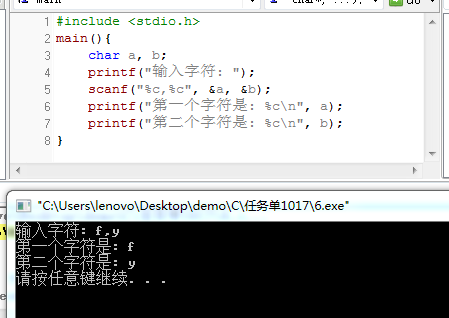 1 #include <stdio.h>
2 main(){
3 char a, b;
4 printf("输入字符: ");
5 scanf("%c,%c", &a, &b);
6 printf("第一个字符是: %c\n", a);
7 printf("第二个字符是: %c\n", b);
8 }
"C:\Users\lenovo\Desktop\demo\C\任务单1017\6.exe"
输入字符: f,y
第一个字符是: f
第二个字符是: y
请按任意键继续. . .